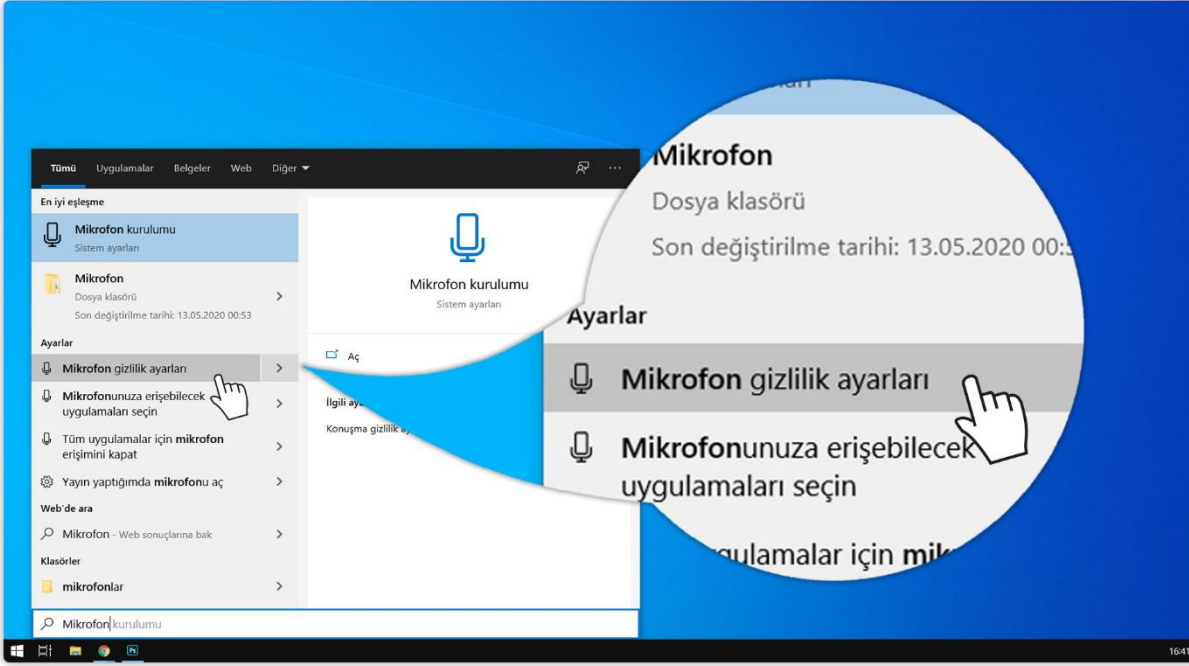 Tümü Uygulamalar Belgeler Web Diğer
En iyi eşleşme
Mikrofon kurulumu
Sistem ayarları
Mikrofon
Dosya klasörü
Son değiştirilme tarihi: 13.05.2020 00:53
Ayarlar
Mikrofon gizlilik ayarları
Mikrofonunuza erişebilecek
uygulamaları seçin
Tüm uygulamalar için mikrofon
erişimini kapat
Yayın yaptığımda mikrofonu aç
Web'de ara
Mikrofon - Web sonuçlarına bak
Klasörler
mikrofonlar
Mikrofon kurulumu
Mikrofon kurulumu
Sistem ayarları
Aç
İlgili
Konuşma gizlilik
Mikrofon
Dosya klasörü
Son değiştirilme tarihi: 13.05.2020 00:5
Ayarlar
Mikrofon gizlilik ayarları
Mikrofonunuza erişebilecek
uygulamaları seçin
için
Ps
16:41